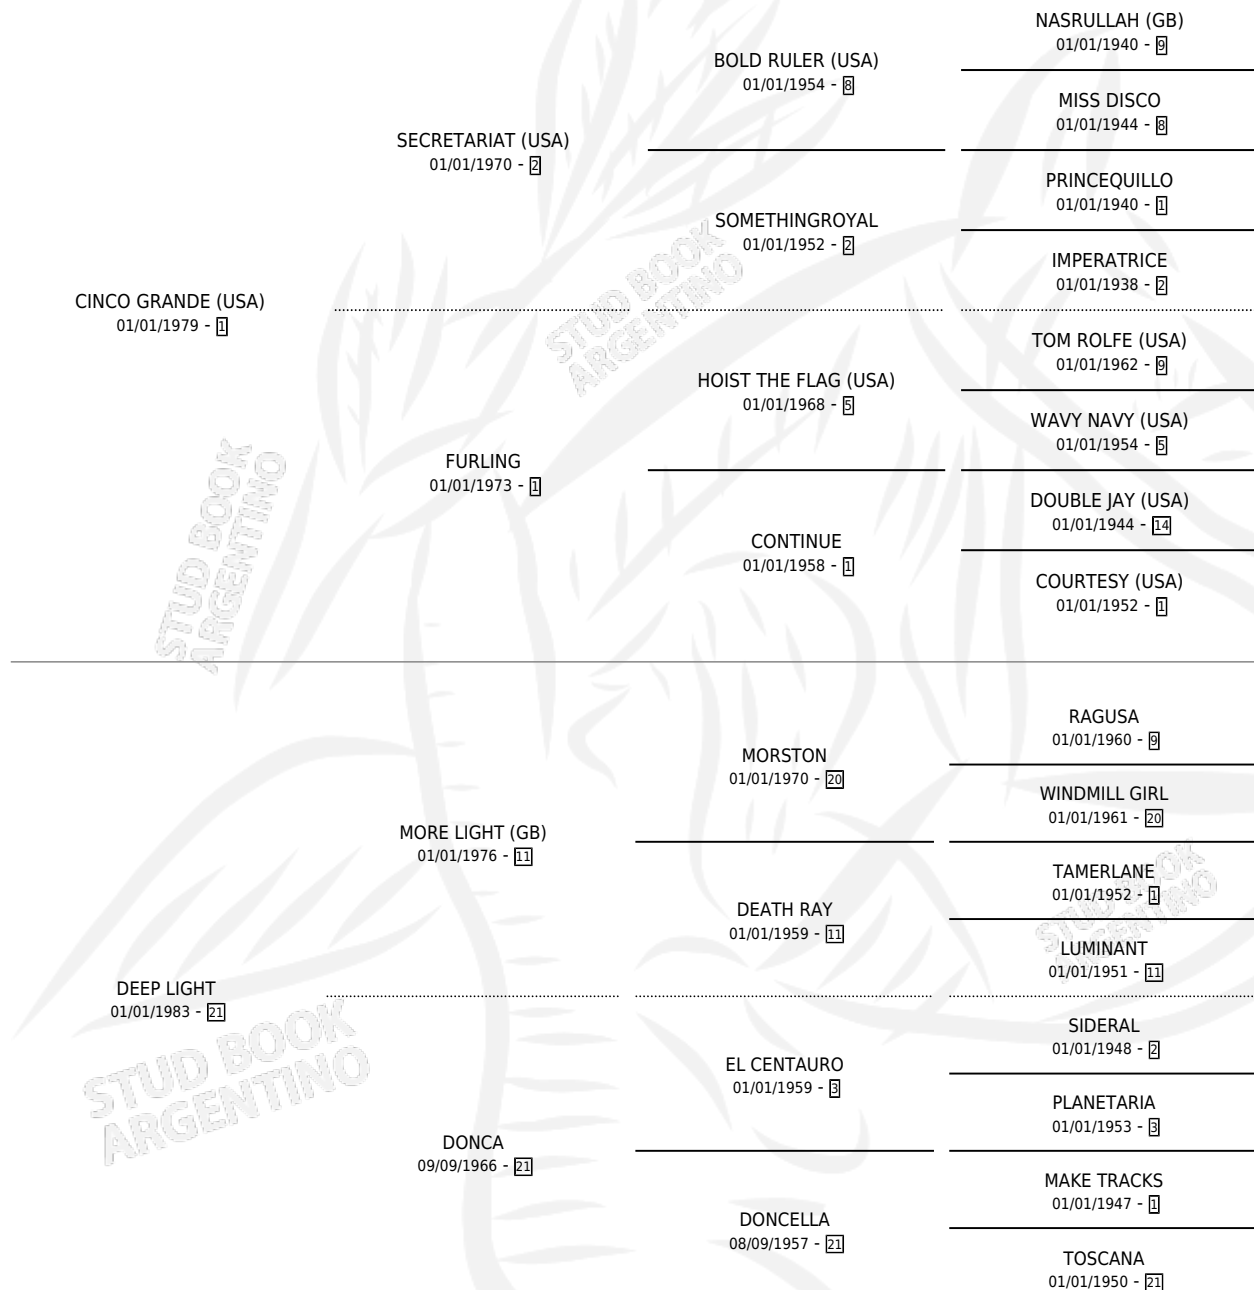 NASRULLAH (GB)
01/01/1940 - 9
BOLD RULER (USA)
01/01/1954 - 8
MISS DISCO
01/01/1944 - 8
SECRETARIAT (USA)
01/01/1970 - 2
PRINCEQUILLO
01/01/1940 - 1
SOMETHINGROYAL
01/01/1952 - 2
IMPERATRICE
01/01/1938 - 2
CINCO GRANDE (USA)
01/01/1979 - 1
TOM ROLFE (USA)
01/01/1962 - 9
HOIST THE FLAG (USA)
01/01/1968 - 5
WAVY NAVY (USA)
01/01/1954 - 5
FURLING
01/01/1973 - 1
DOUBLE JAY (USA)
01/01/1944 - 14
CONTINUE
01/01/1958 - 1
COURTESY (USA)
01/01/1952 - 1
RAGUSA
01/01/1960 - 9
MORSTON
01/01/1970 - 20
WINDMILL GIRL
01/01/1961 - 20
MORE LIGHT (GB)
01/01/1976 - 11
TAMERLANE
01/01/1952 - 1
DEATH RAY
01/01/1959 - 11
LUMINANT
01/01/1951 - 11
DEEP LIGHT
01/01/1983 - 21
SIDERAL
01/01/1948 - 2
EL CENTAURO
01/01/1959 - 3
PLANETARIA
01/01/1953 - 3
DONCA
09/09/1966 - 21
MAKE TRACKS
01/01/1947 - 1
DONCELLA
08/09/1957 - 21
TOSCANA
01/01/1950 - 21
STUD BOOK
ARGENTINO
STUD BOOK
ARGENTINO
STUD BOOK
ARGENTINO
STUD BOOK
ARGENTINO